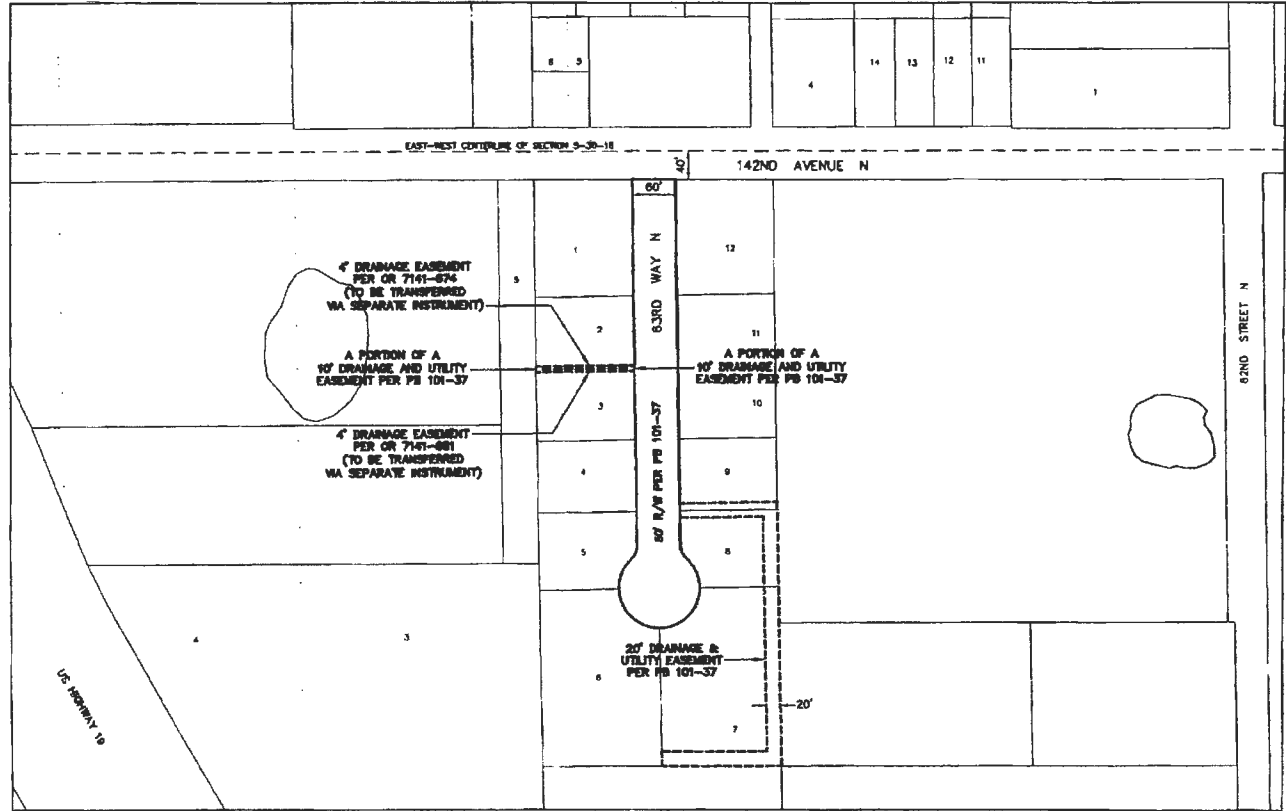 6 5
4 14 13 12 11
1
EAST-WEST CENTERLINE OF SECTION 5-30-16
40'
142ND AVENUE N
60'
63RD WAY N
1
12
5
4' DRAINAGE EASEMENT
PER OR 7141-874
(TO BE TRANSFERRED
VIA SEPARATE INSTRUMENT)
2
11
A PORTION OF A
10' DRAINAGE AND UTILITY
EASEMENT PER PB 101-37
A PORTION OF A
10' DRAINAGE AND UTILITY
EASEMENT PER PB 101-37
3
10
62ND STREET N
4' DRAINAGE EASEMENT
PER OR 7141-881
(TO BE TRANSFERRED
VIA SEPARATE INSTRUMENT)
60' R/W PER PB 101-37
4
9
5
8
4
3
20' DRAINAGE &
UTILITY EASEMENT
PER PB 101-37
6
20'
7
US HIGHWAY 19